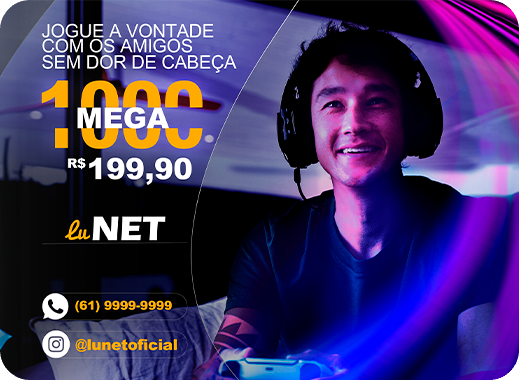 JOGUE A VONTADE
COM OS AMIGOS
SEM DOR DE CABEÇA
1000
MEGA
R$ 199,90
lu NET
(61) 9999-9999
@lunetoficial